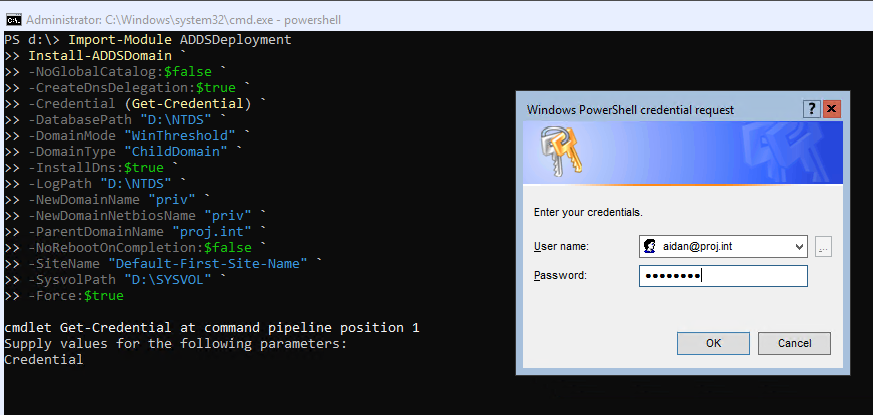 Administrator: C:\Windows\system32\cmd.exe - powershell
PS d:\> Import-Module ADDSDeployment
>> Install-ADDSDomain `
>> -NoGlobalCatalog:$false `
>> -CreateDnsDelegation:$true `
>> -Credential (Get-Credential) `
>> -DatabasePath "D:\NTDS" `
>> -DomainMode "WinThreshold" `
>> -DomainType "ChildDomain" `
>> -InstallDns:$true `
>> -LogPath "D:\NTDS" `
>> -NewDomainName "priv" `
>> -NewDomainNetbiosName "priv" `
>> -ParentDomainName "proj.int" `
>> -NoRebootOnCompletion:$false `
>> -SiteName "Default-First-Site-Name" `
>> -SysvolPath "D:\SYSVOL" `
>> -Force:$true
cmdlet Get-Credential at command pipeline position 1
Supply values for the following parameters:
Credential
Windows PowerShell credential request
Enter your credentials.
User name: aidan@proj.int ...
Password: ●●●●●●●●
OK Cancel